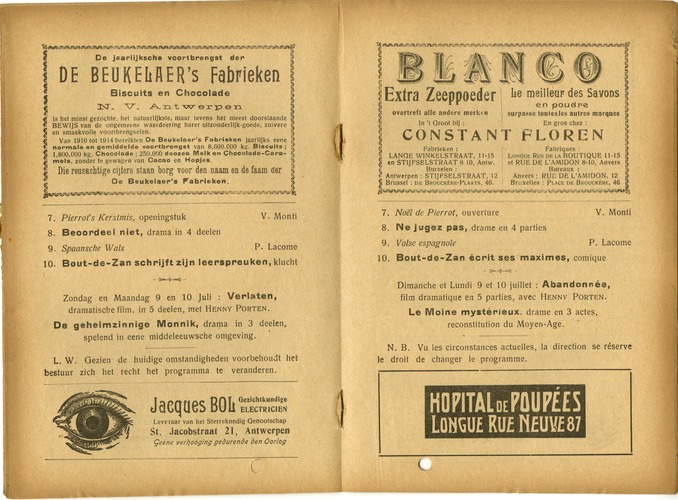 De jaarlijksche voortbrengst der
DE BEUKELAER's Fabrieken
Biscuits en Chocolade
N. V. Antwerpen
is het minst gezochte, het natuurlijkste, maar tevens het meest doorslaande
BEWIJS van de ongemeene waardeering harer uitzonderlijk-goede, zuivere
en smaakvolle voortbrengselen.
Van 1910 tot 1914 bereikten De Beukelaer's Fabrieken jaarlijks eene
normale en gemiddelde voortbrengst van 8,000.000 kg. Biscuits;
1,800.000 kg. Chocolade; 250,000 doozen Melk en Chocolade-Cara-
mels, zonder te gewagen van Cacao en Hopjes.
Die reusachtige cijfers staan borg voor den naam en de faam der
De Beukelaer's Fabrieken.
7. Pierrot's Kerstmis, openingstuk V. Monti
8. Beoordeel niet, drama in 4 deelen
9. Spaansche Wals P. Lacome
10. Bout-de-Zan schrijft zijn leerspreuken, klucht
Zondag en Maandag 9 en 10 Juli : Verlaten,
dramatische film, in 5 deelen, met HENNY PORTEN.
De geheimzinnige Monnik, drama in 3 deelen,
spelend in eene middeleeuwsche omgeving.
L. W. Gezien de huidige omstandigheden voorbehoudt het
bestuur zich het recht het programma te veranderen.
Jacques BOL Gezichtkundige
ELECTRICIEN
Leveraar van het Sterrekundig Genootschap
St. Jacobstraat 21, Antwerpen
Geene verhooging gedurende den Oorlog
BLANCO
Extra Zeeppoeder
overtreft alle andere merken
Le meilleur des Savons
en poudre
surpasse toutes les autres marques
In 't Groot bij : En gros chez :
CONSTANT FLOREN
Fabrieken :
LANGE WINKELSTRAAT, 11-15
en STIJFSELSTRAAT 8 10, Antw.
Bureelen :
Antwerpen : STIJFSELSTRAAT, 12
Brussel : DE BROUCKÈRE-PLAATS, 46
Fabriques :
LONGUE RUE DE LA BOUTIQUE 11-15
et RUE DE L'AMIDON 8-10, Anvers
Bureaux :
Anvers : RUE DE L'AMIDON, 12
Bruxelles : PLACE DE BROUCKÈRE, 46
7. Noël de Pierrot, ouverture V. Monti
8. Ne jugez pas, drame en 4 parties
9. Valse espagnole P. Lacome
10. Bout-de-Zan écrit ses maximes, comique
Dimanche et Lundi 9 et 10 juillet : Abandonnée,
film dramatique en 5 parties, avec HENNY PORTEN.
Le Moine mystérieux, drame en 3 actes,
reconstitution du Moyen-Age.
N. B. Vu les circonstances actuelles, la direction se réserve
le droit de changer le programme.
HOPITAL DE POUPÉES
LONGUE RUE NEUVE 87